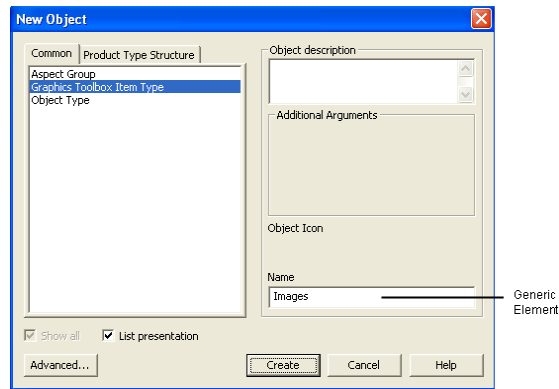 New Object
Common
Product Type Structure
Aspect Group
Graphics Toolbox Item Type
Object Type
Object description
Additional Arguments
Object Icon
Name
Images
Generic
Element
Show all
List presentation
Advanced...
Create
Cancel
Help